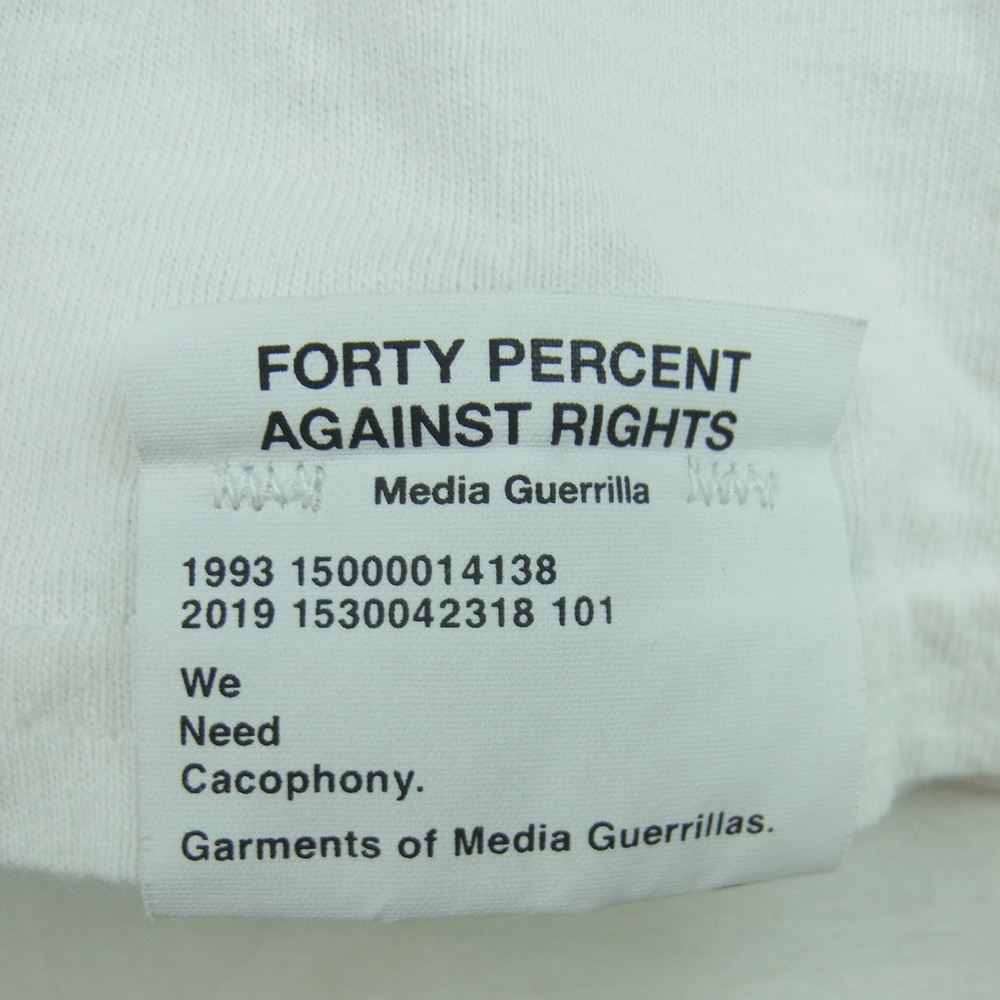 FORTY PERCENT
AGAINST RIGHTS
Media Guerrilla
1993 15000014138
2019 1530042318 101
We
Need
Cacophony.
Garments of Media Guerrillas.